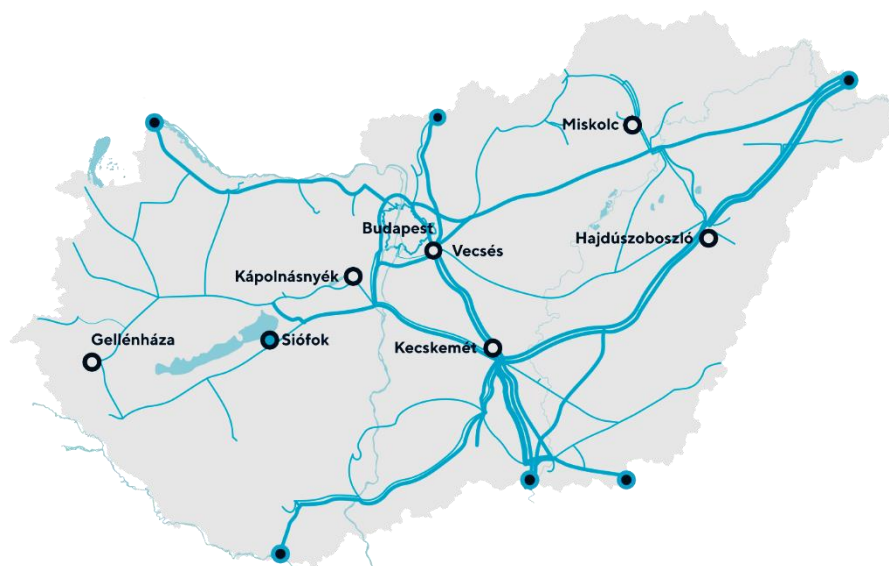 Miskolc
Budapest
Vecsés
Hajdúszoboszló
Kápolnásnyék
Gellénháza
Siófok
Kecskemét